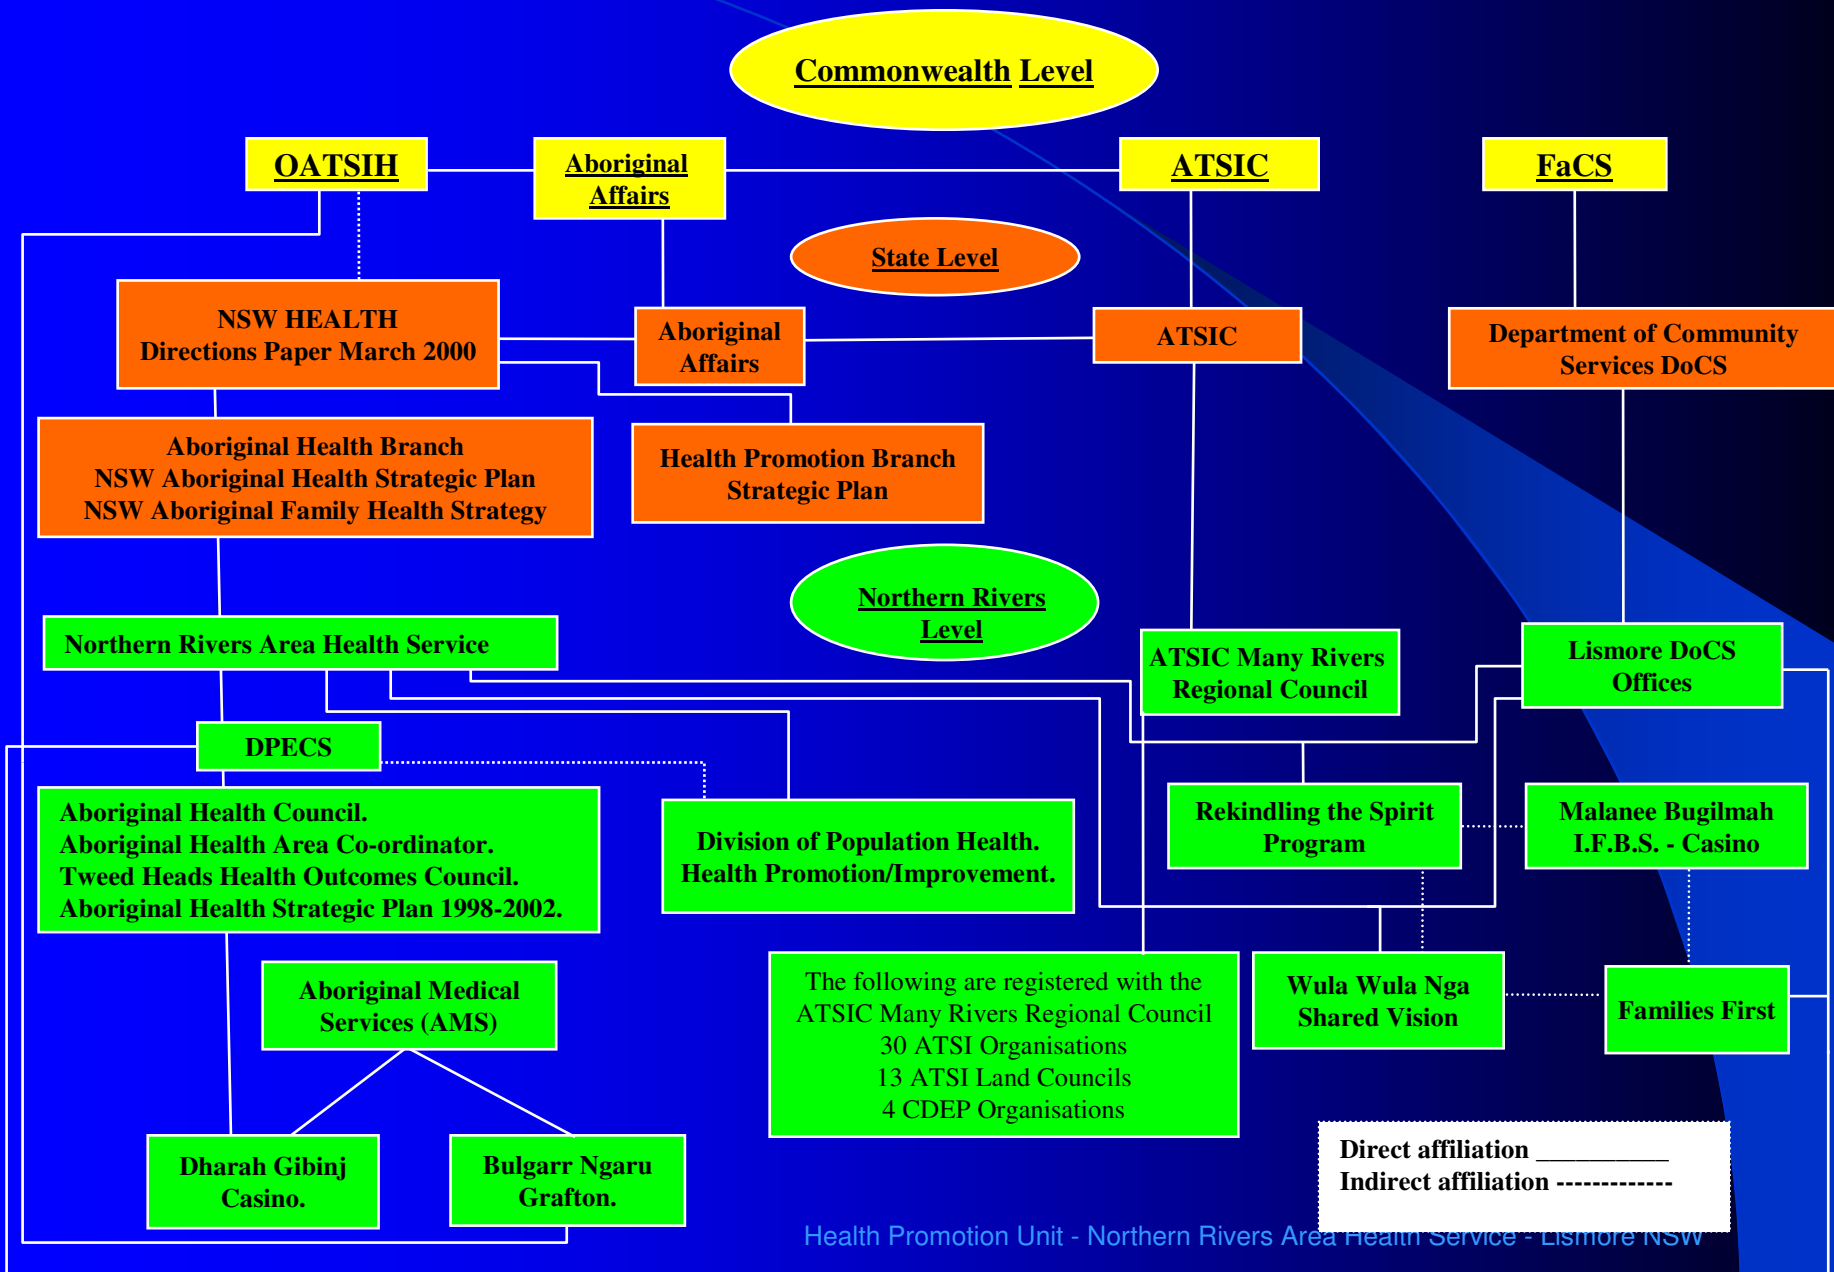 Commonwealth Level
OATSIH
Aboriginal
Affairs
ATSIC
FaCS
State Level
NSW HEALTH
Directions Paper March 2000
Aboriginal
Affairs
ATSIC
Department of Community
Services DoCS
Aboriginal Health Branch
NSW Aboriginal Health Strategic Plan
NSW Aboriginal Family Health Strategy
Health Promotion Branch
Strategic Plan
Northern Rivers
Level
Northern Rivers Area Health Service
ATSIC Many Rivers
Regional Council
Lismore DoCS
Offices
DPECS
Aboriginal Health Council.
Aboriginal Health Area Co-ordinator.
Tweed Heads Health Outcomes Council.
Aboriginal Health Strategic Plan 1998-2002.
Division of Population Health.
Health Promotion/Improvement.
Rekindling the Spirit
Program
Malanee Bugilmah
I.F.B.S. - Casino
Aboriginal Medical
Services (AMS)
The following are registered with the
ATSIC Many Rivers Regional Council
30 ATSI Organisations
13 ATSI Land Councils
4 CDEP Organisations
Wula Wula Nga
Shared Vision
Families First
Dharah Gibinj
Casino.
Bulgarr Ngaru
Grafton.
Direct affiliation __________
Indirect affiliation -------------
Health Promotion Unit - Northern Rivers Area Health Service - Lismore NSW